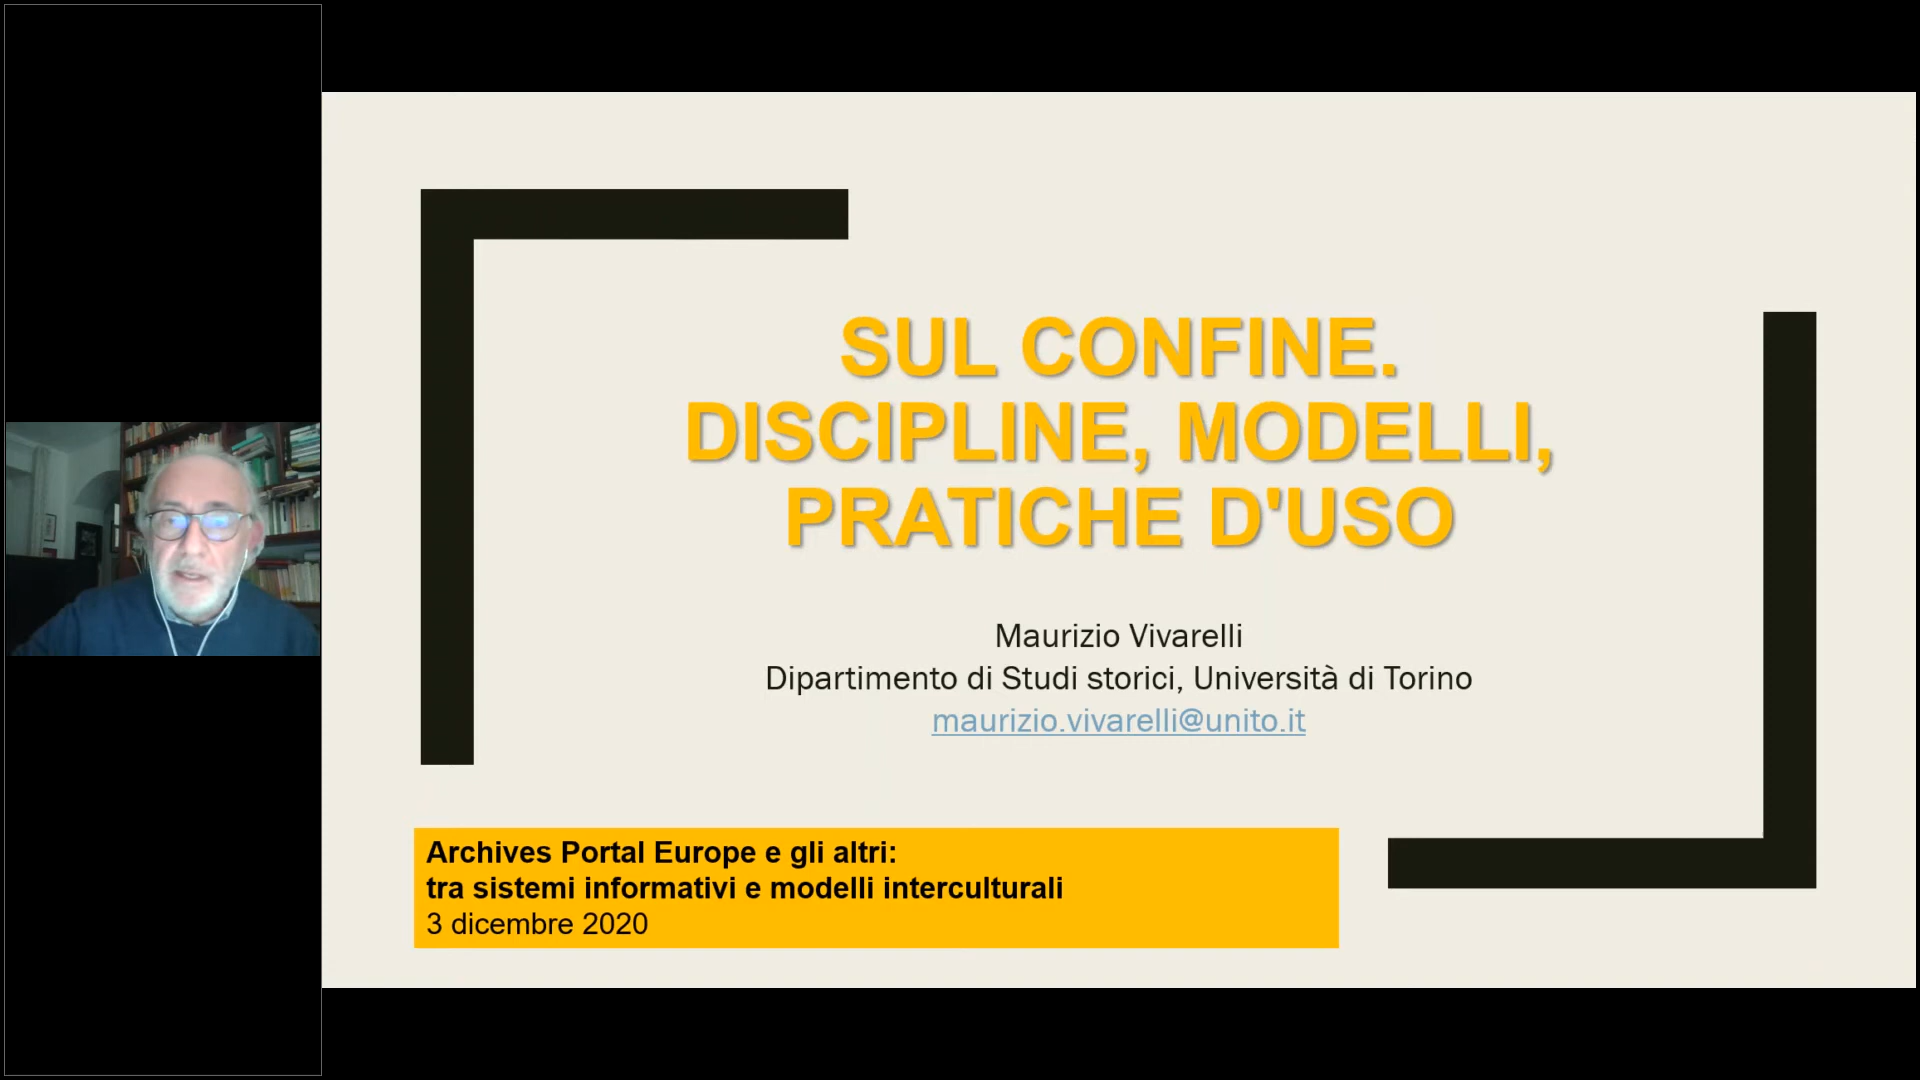 SUL CONFINE.
DISCIPLINE, MODELLI,
PRATICHE D'USO
Maurizio Vivarelli
Dipartimento di Studi storici, Università di Torino
maurizio.vivarelli@unito.it
Archives Portal Europe e gli altri:
tra sistemi informativi e modelli interculturali
3 dicembre 2020